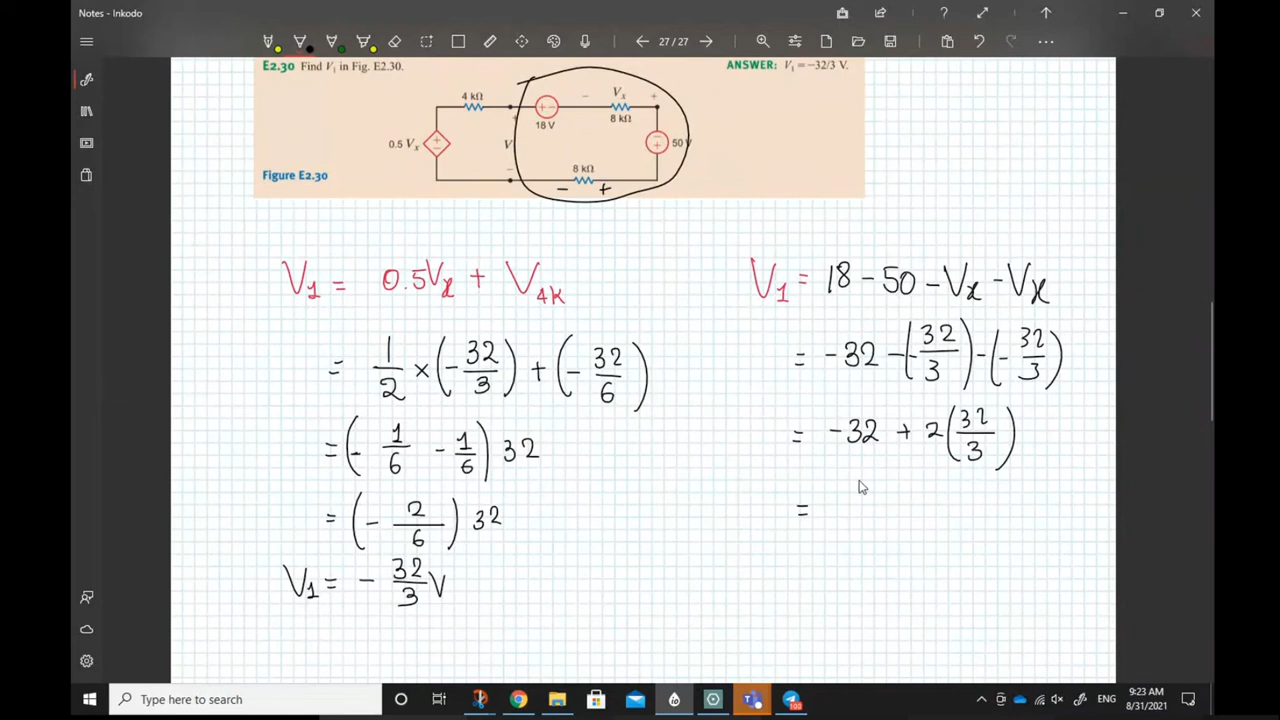 Notes - Inkodo
27/27
E2.30 Find V₁ in Fig. E2.30.
ANSWER: V₁ = −32/3 V.
4 kΩ
− Vₓ +
18 V
8 kΩ
0.5 Vₓ
V
50 V
8 kΩ
− +
Figure E2.30
V₁ = 0.5Vₓ + V₄ₖ
= 1/2 × (− 32/3) + (− 32/6)
= (− 1/6 − 1/6) 32
= (− 2/6) 32
V₁ = − 32/3 V
V₁ = 18 − 50 − Vₓ − Vₓ
= −32 − (− 32/3) − (− 32/3)
= −32 + 2(32/3)
=
Type here to search
ENG
9:23 AM
8/31/2021